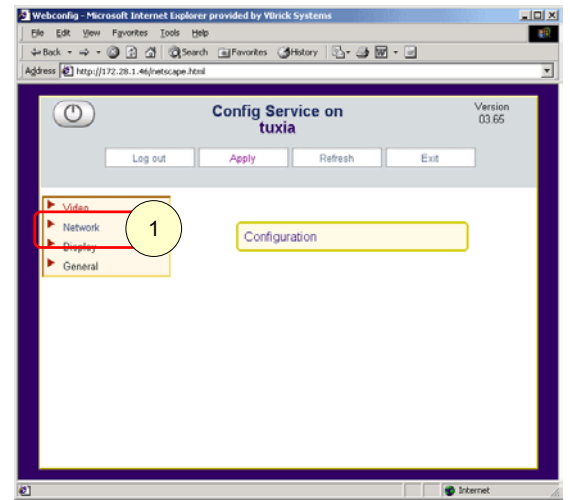 Webconfig - Microsoft Internet Explorer provided by VBrick Systems
File Edit View Favorites Tools Help
Back Search Favorites History
Address http://172.28.1.46/netscape.html
Config Service on
tuxia
Version
03.65
Log out Apply Refresh Exit
Video
Network
1
Display
General
Configuration
Internet